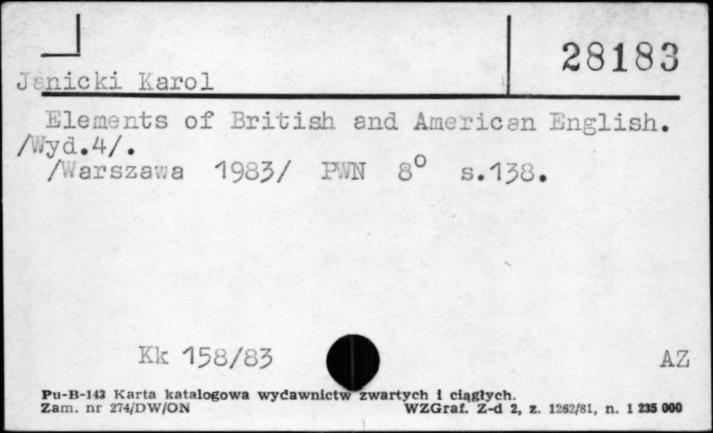 28183
Janicki Karol
Elements of British and American English.
/Wyd.4/.
/Warszawa 1983/ PWN 8° s.138.
Kk 158/83
AZ
Pu-B-143 Karta katalogowa wydawnictw zwartych i ciągłych.
Zam. nr 274/DW/ON WZGraf. Z-d 2, z. 1262/81, n. 1 235 000